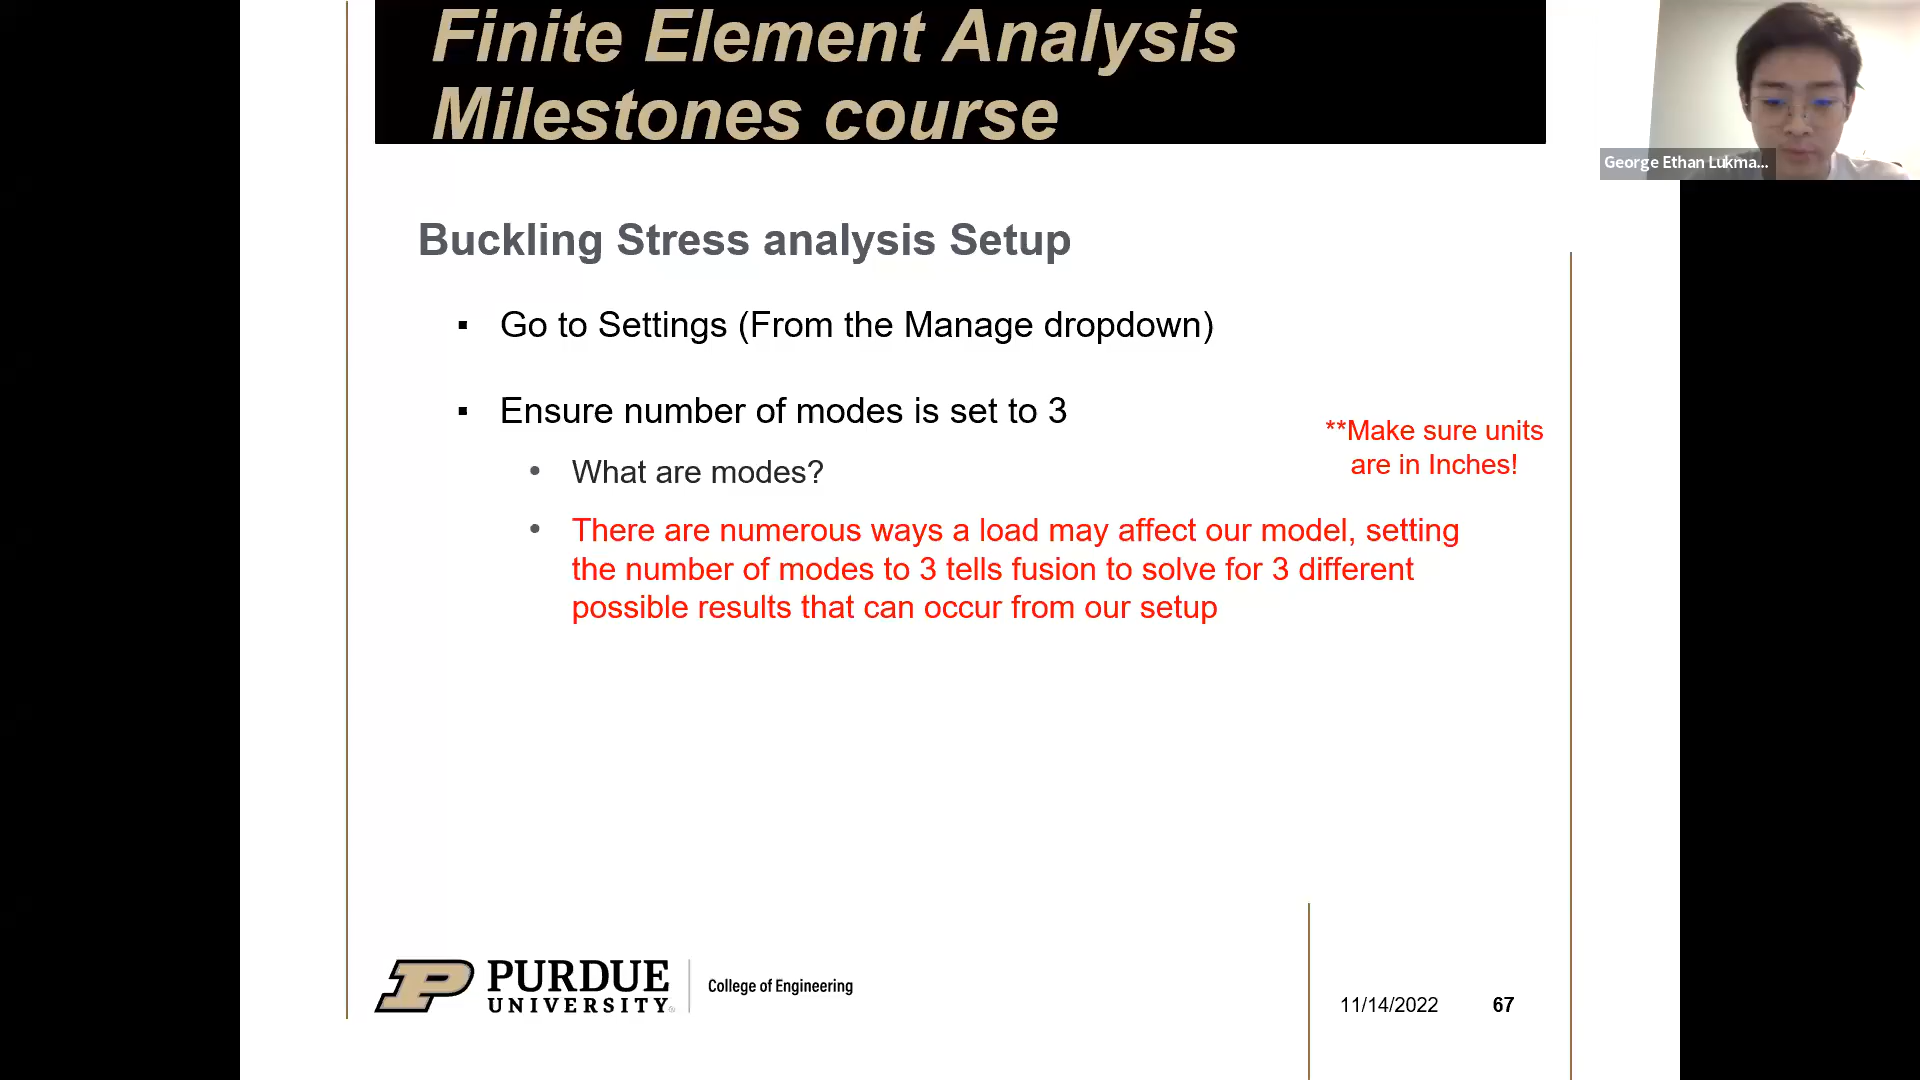 Finite Element Analysis
Milestones course
George Ethan Lukma...
Buckling Stress analysis Setup
▪ Go to Settings (From the Manage dropdown)
▪ Ensure number of modes is set to 3
**Make sure units
are in Inches!
• What are modes?
• There are numerous ways a load may affect our model, setting
the number of modes to 3 tells fusion to solve for 3 different
possible results that can occur from our setup
PURDUE
UNIVERSITY
College of Engineering
11/14/2022 67